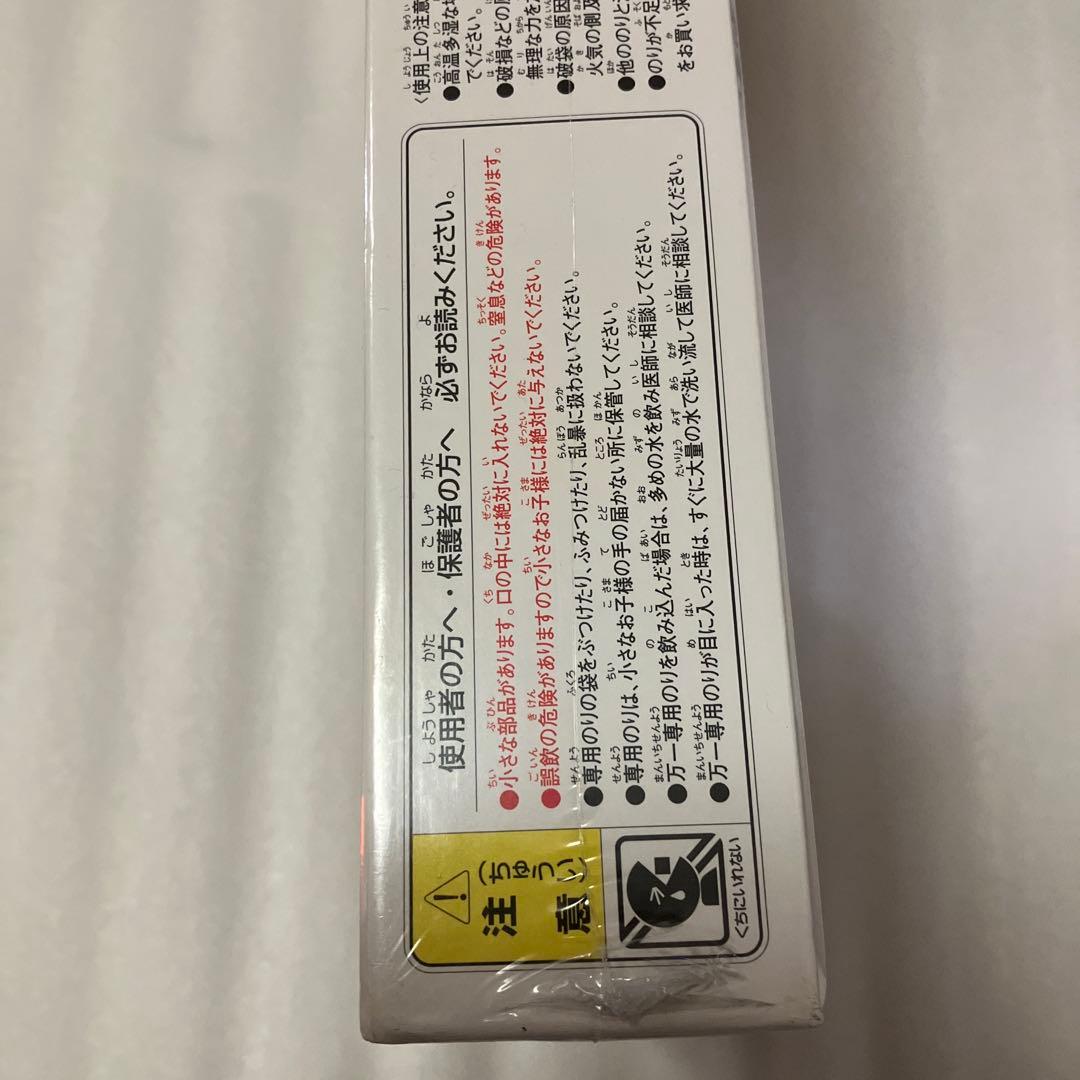 注
意
(ちゅうい)
くちにいれない
使用者の方へ・保護者の方へ 必ずお読みください。
●小さな部品があります。口の中には絶対に入れないでください。窒息などの危険があります。
●誤飲の危険がありますので小さなお子様には絶対に与えないでください。
●専用のりの袋をぶつけたり、ふみつけたり、乱暴に扱わないでください。
●専用のりは、小さなお子様の手の届かない所に保管してください。
●万一専用のりを飲み込んだ場合は、多めの水を飲み医師に相談してください。
●万一専用のりが目に入った時は、すぐに大量の水で洗い流して医師に相談してください。
〈使用上の注意
●高温多湿な
でください。
●破損などの
無理な力を
●破袋の原因
火気の側及
●他ののりと
●のりが不足
をお買い求